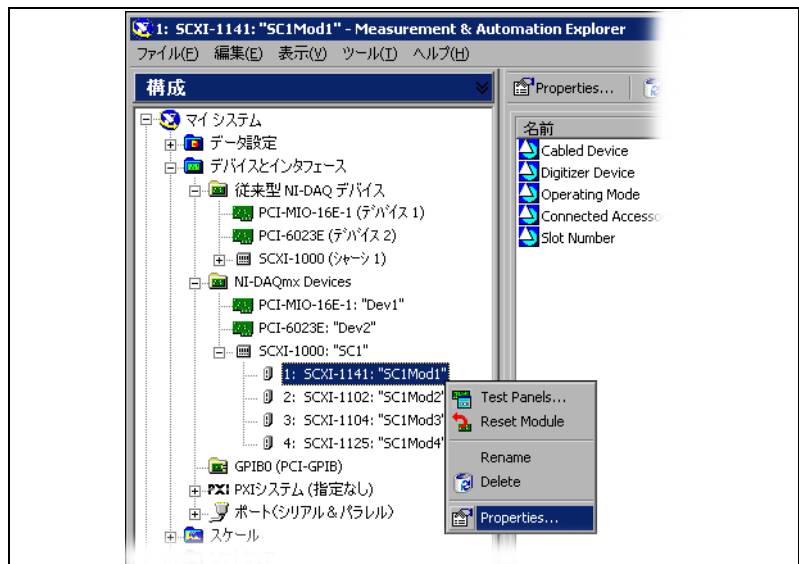 1: SCXI-1141: "SC1Mod1" - Measurement & Automation Explorer
ファイル(F) 編集(E) 表示(V) ツール(T) ヘルプ(H)
構成
マイ システム
データ設定
デバイスとインタフェース
従来型 NI-DAQ デバイス
PCI-MIO-16E-1 (デバイス 1)
PCI-6023E (デバイス 2)
SCXI-1000 (シャーシ 1)
NI-DAQmx Devices
PCI-MIO-16E-1: "Dev1"
PCI-6023E: "Dev2"
SCXI-1000: "SC1"
1: SCXI-1141: "SC1Mod1"
2: SCXI-1102: "SC1Mod2"
3: SCXI-1104: "SC1Mod3"
4: SCXI-1125: "SC1Mod4"
GPIB0 (PCI-GPIB)
PXI PXIシステム (指定なし)
ポート(シリアル&パラレル)
スケール
Properties...
名前
Cabled Device
Digitizer Device
Operating Mode
Connected Accesso
Slot Number
Test Panels...
Reset Module
Rename
Delete
Properties...